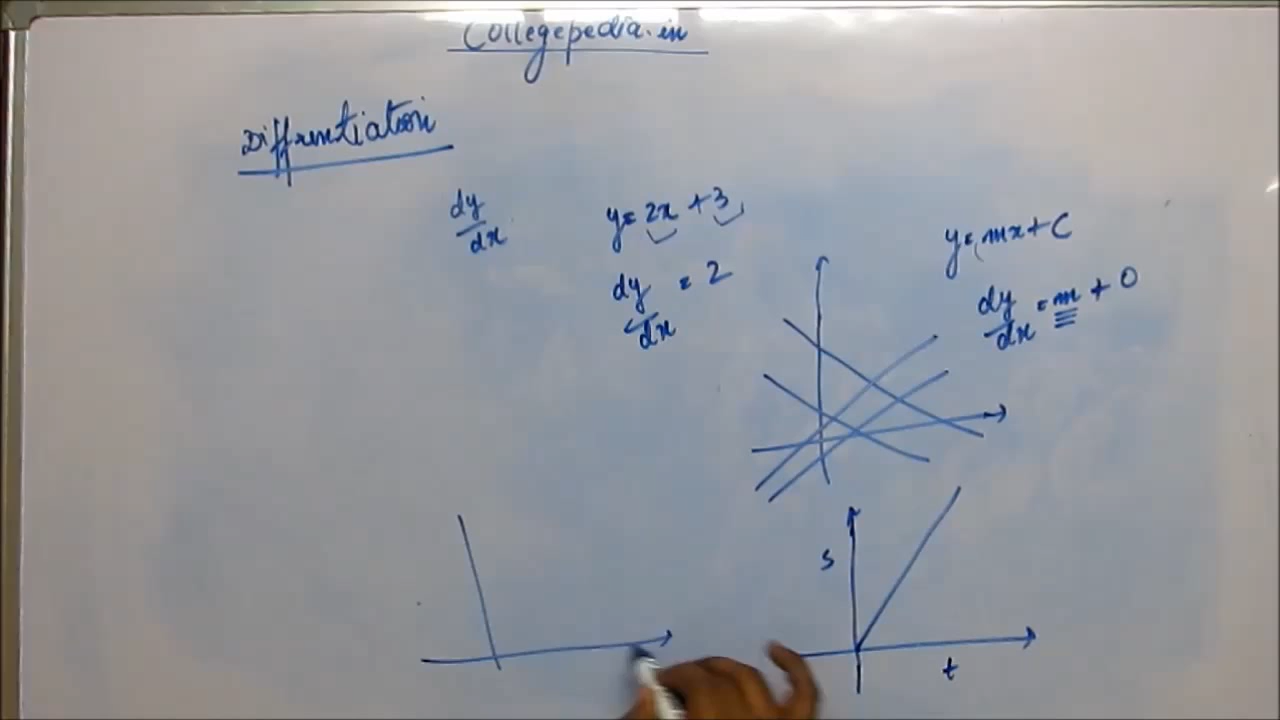 Collegepedia.in
Diffrentiation
dy/dx
y = 2x + 3
dy/dx = 2
y = mx + C
dy/dx = m + 0
s
t